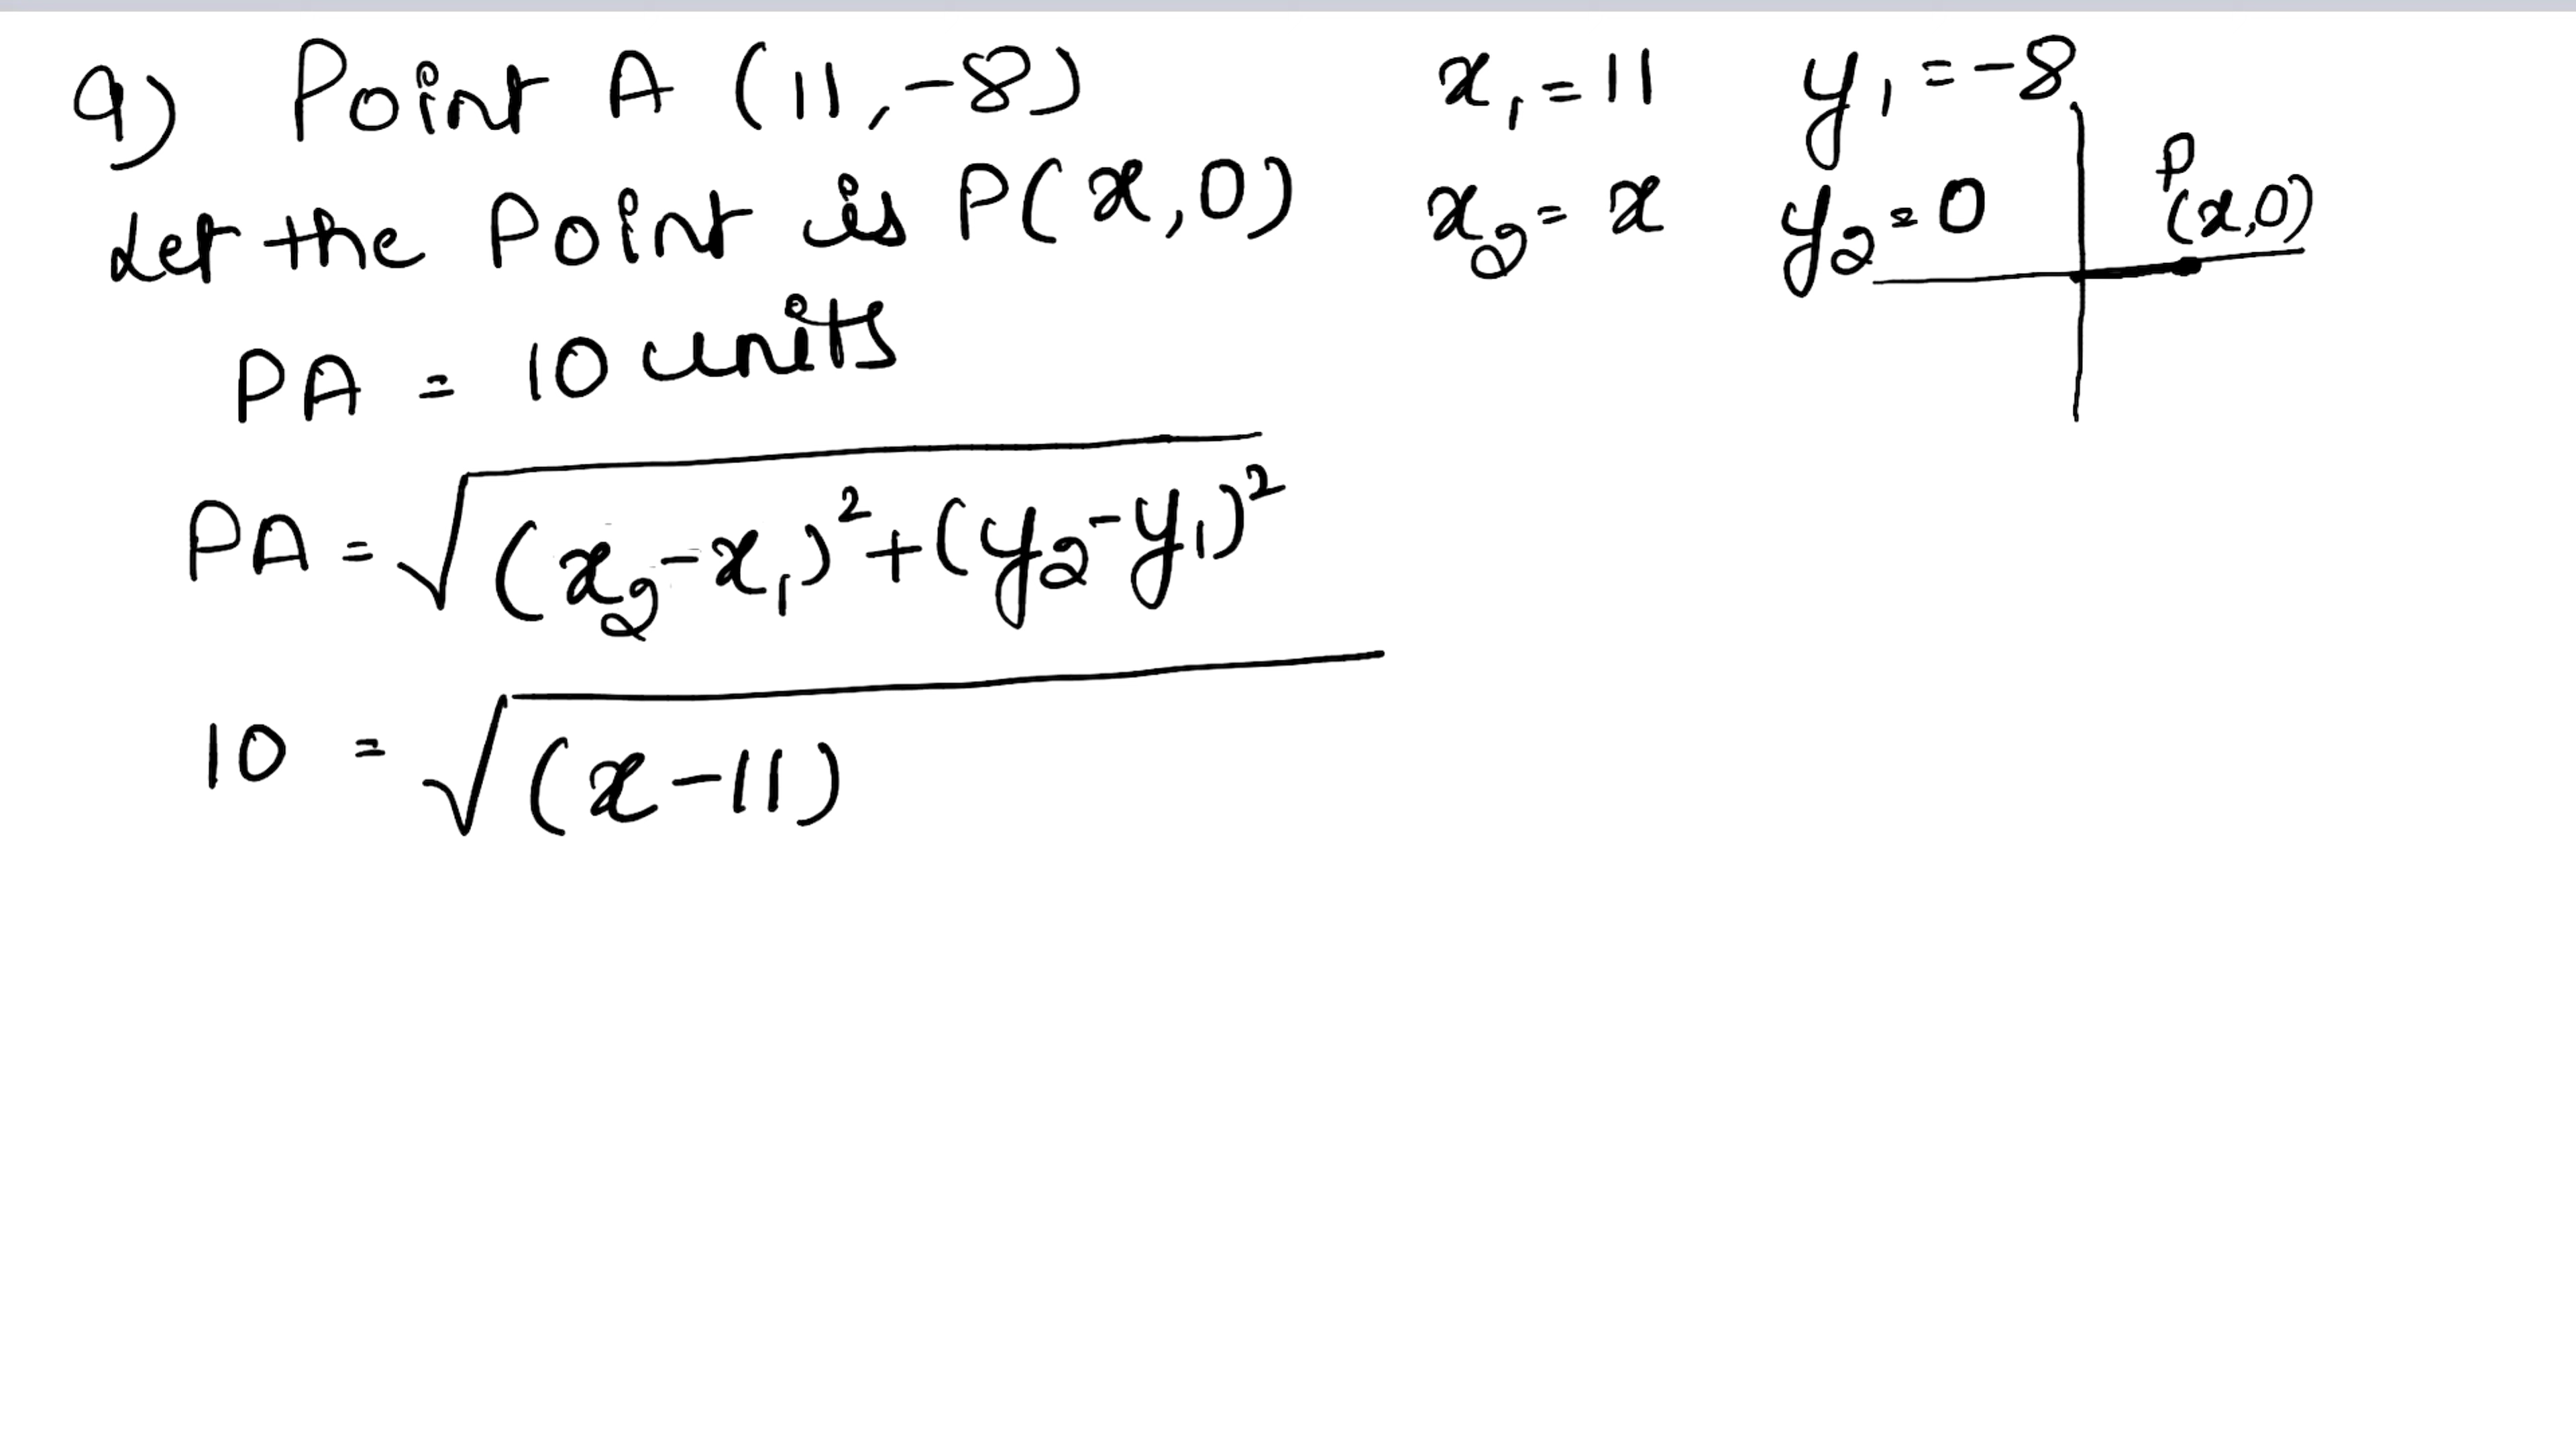 9) Point A (11,-8)
x₁ = 11 y₁ = -8
Let the Point is P(x,0)
x₂ = x y₂ = 0
P
(x,0)
PA = 10 units
PA = √((x₂-x₁)²+(y₂-y₁)²)
10 = √(x-11)